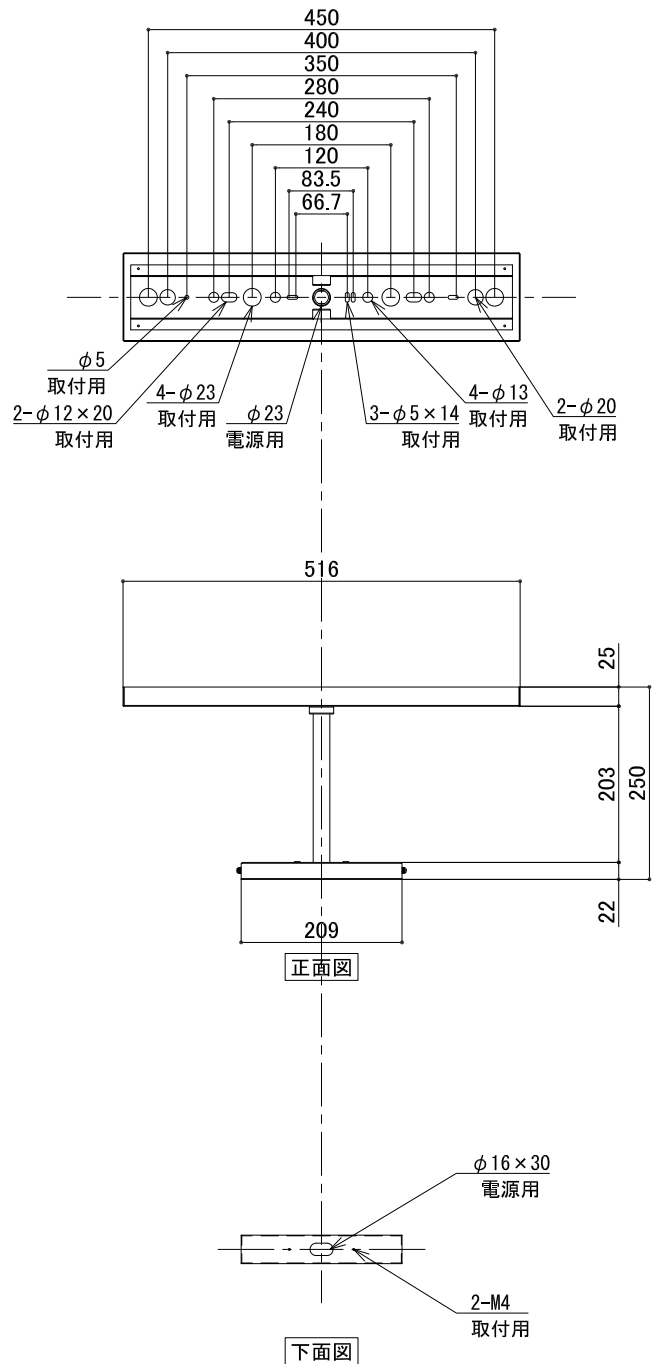 450
400
350
280
240
180
120
83.5
66.7
φ5
取付用
2-φ12×20
取付用
4-φ23
取付用
φ23
電源用
3-φ5×14
取付用
4-φ13
取付用
2-φ20
取付用
516
25
203
250
22
209
正面図
φ16×30
電源用
2-M4
取付用
下面図